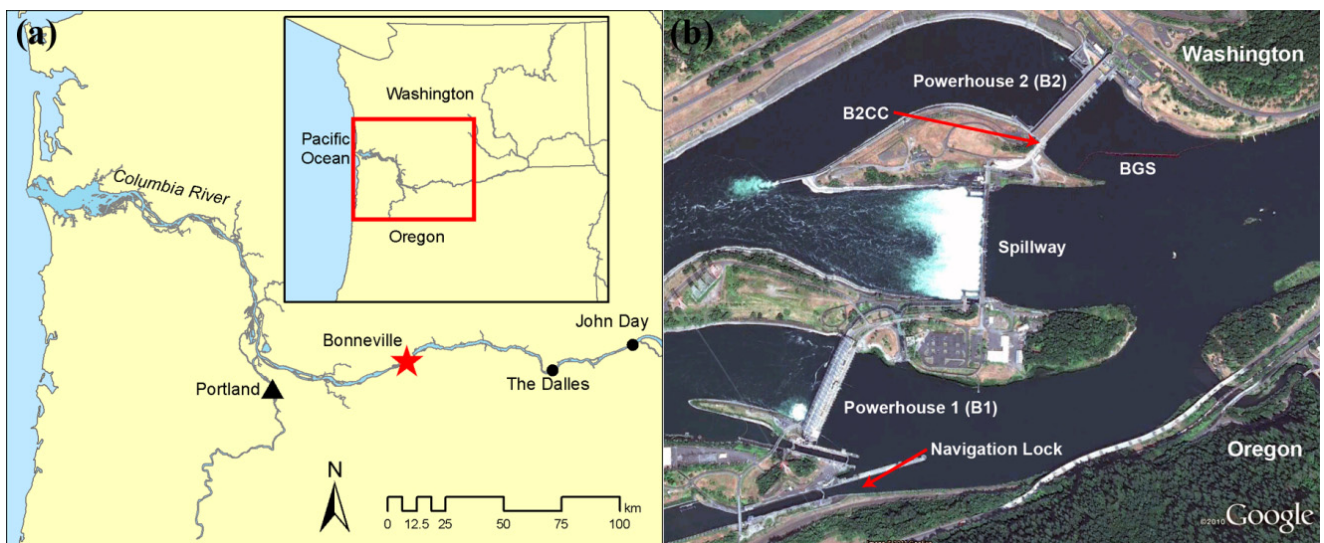 (a)
Washington
Pacific
Ocean
Oregon
Columbia River
John Day
Bonneville
The Dalles
Portland
N
km
0 12.5 25 50 75 100
(b)
Washington
Powerhouse 2 (B2)
B2CC
BGS
Spillway
Powerhouse 1 (B1)
Navigation Lock
Oregon
©2010 Google